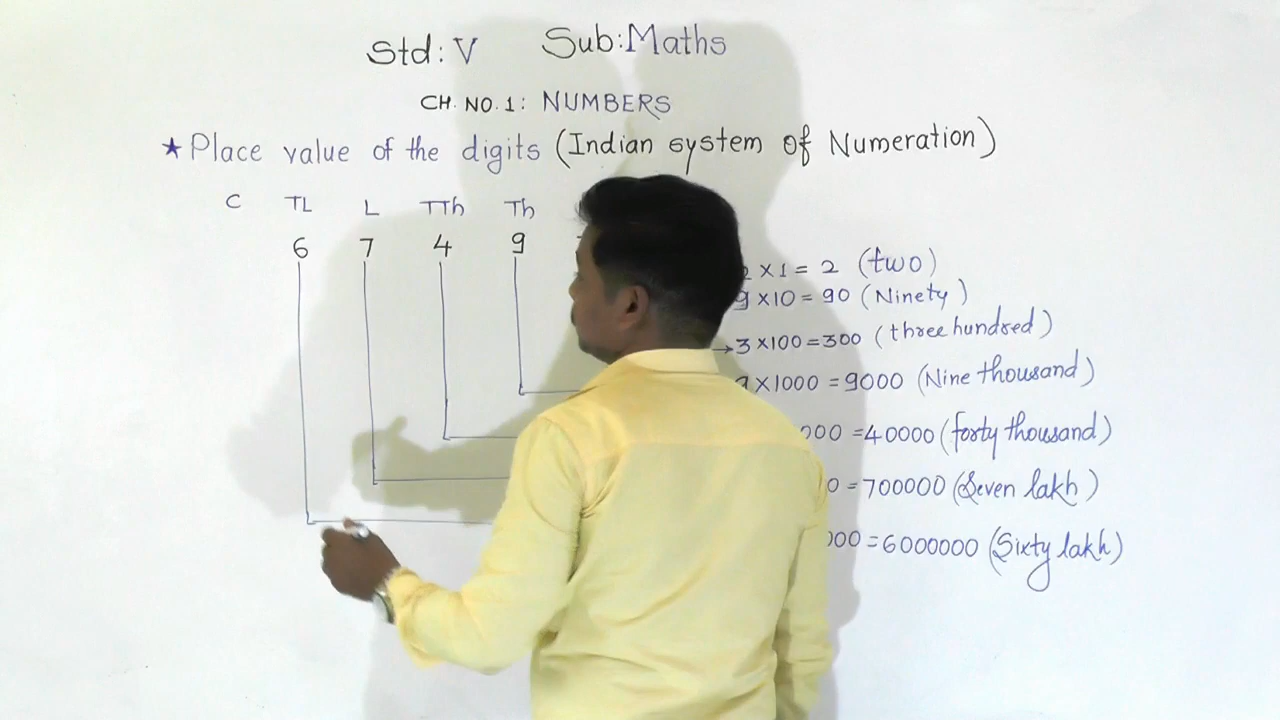 Std: V Sub: Maths
CH. NO. 1: NUMBERS
★ Place value of the digits (Indian system of Numeration)
C TL L TTh Th
6 7 4 9
2 × 1 = 2 (two)
9 × 10 = 90 (Ninety)
→ 3 × 100 = 300 (three hundred)
9 × 1000 = 9000 (Nine thousand)
000 = 40000 (forty thousand)
0 = 700000 (Seven lakh)
000 = 6000000 (Sixty lakh)